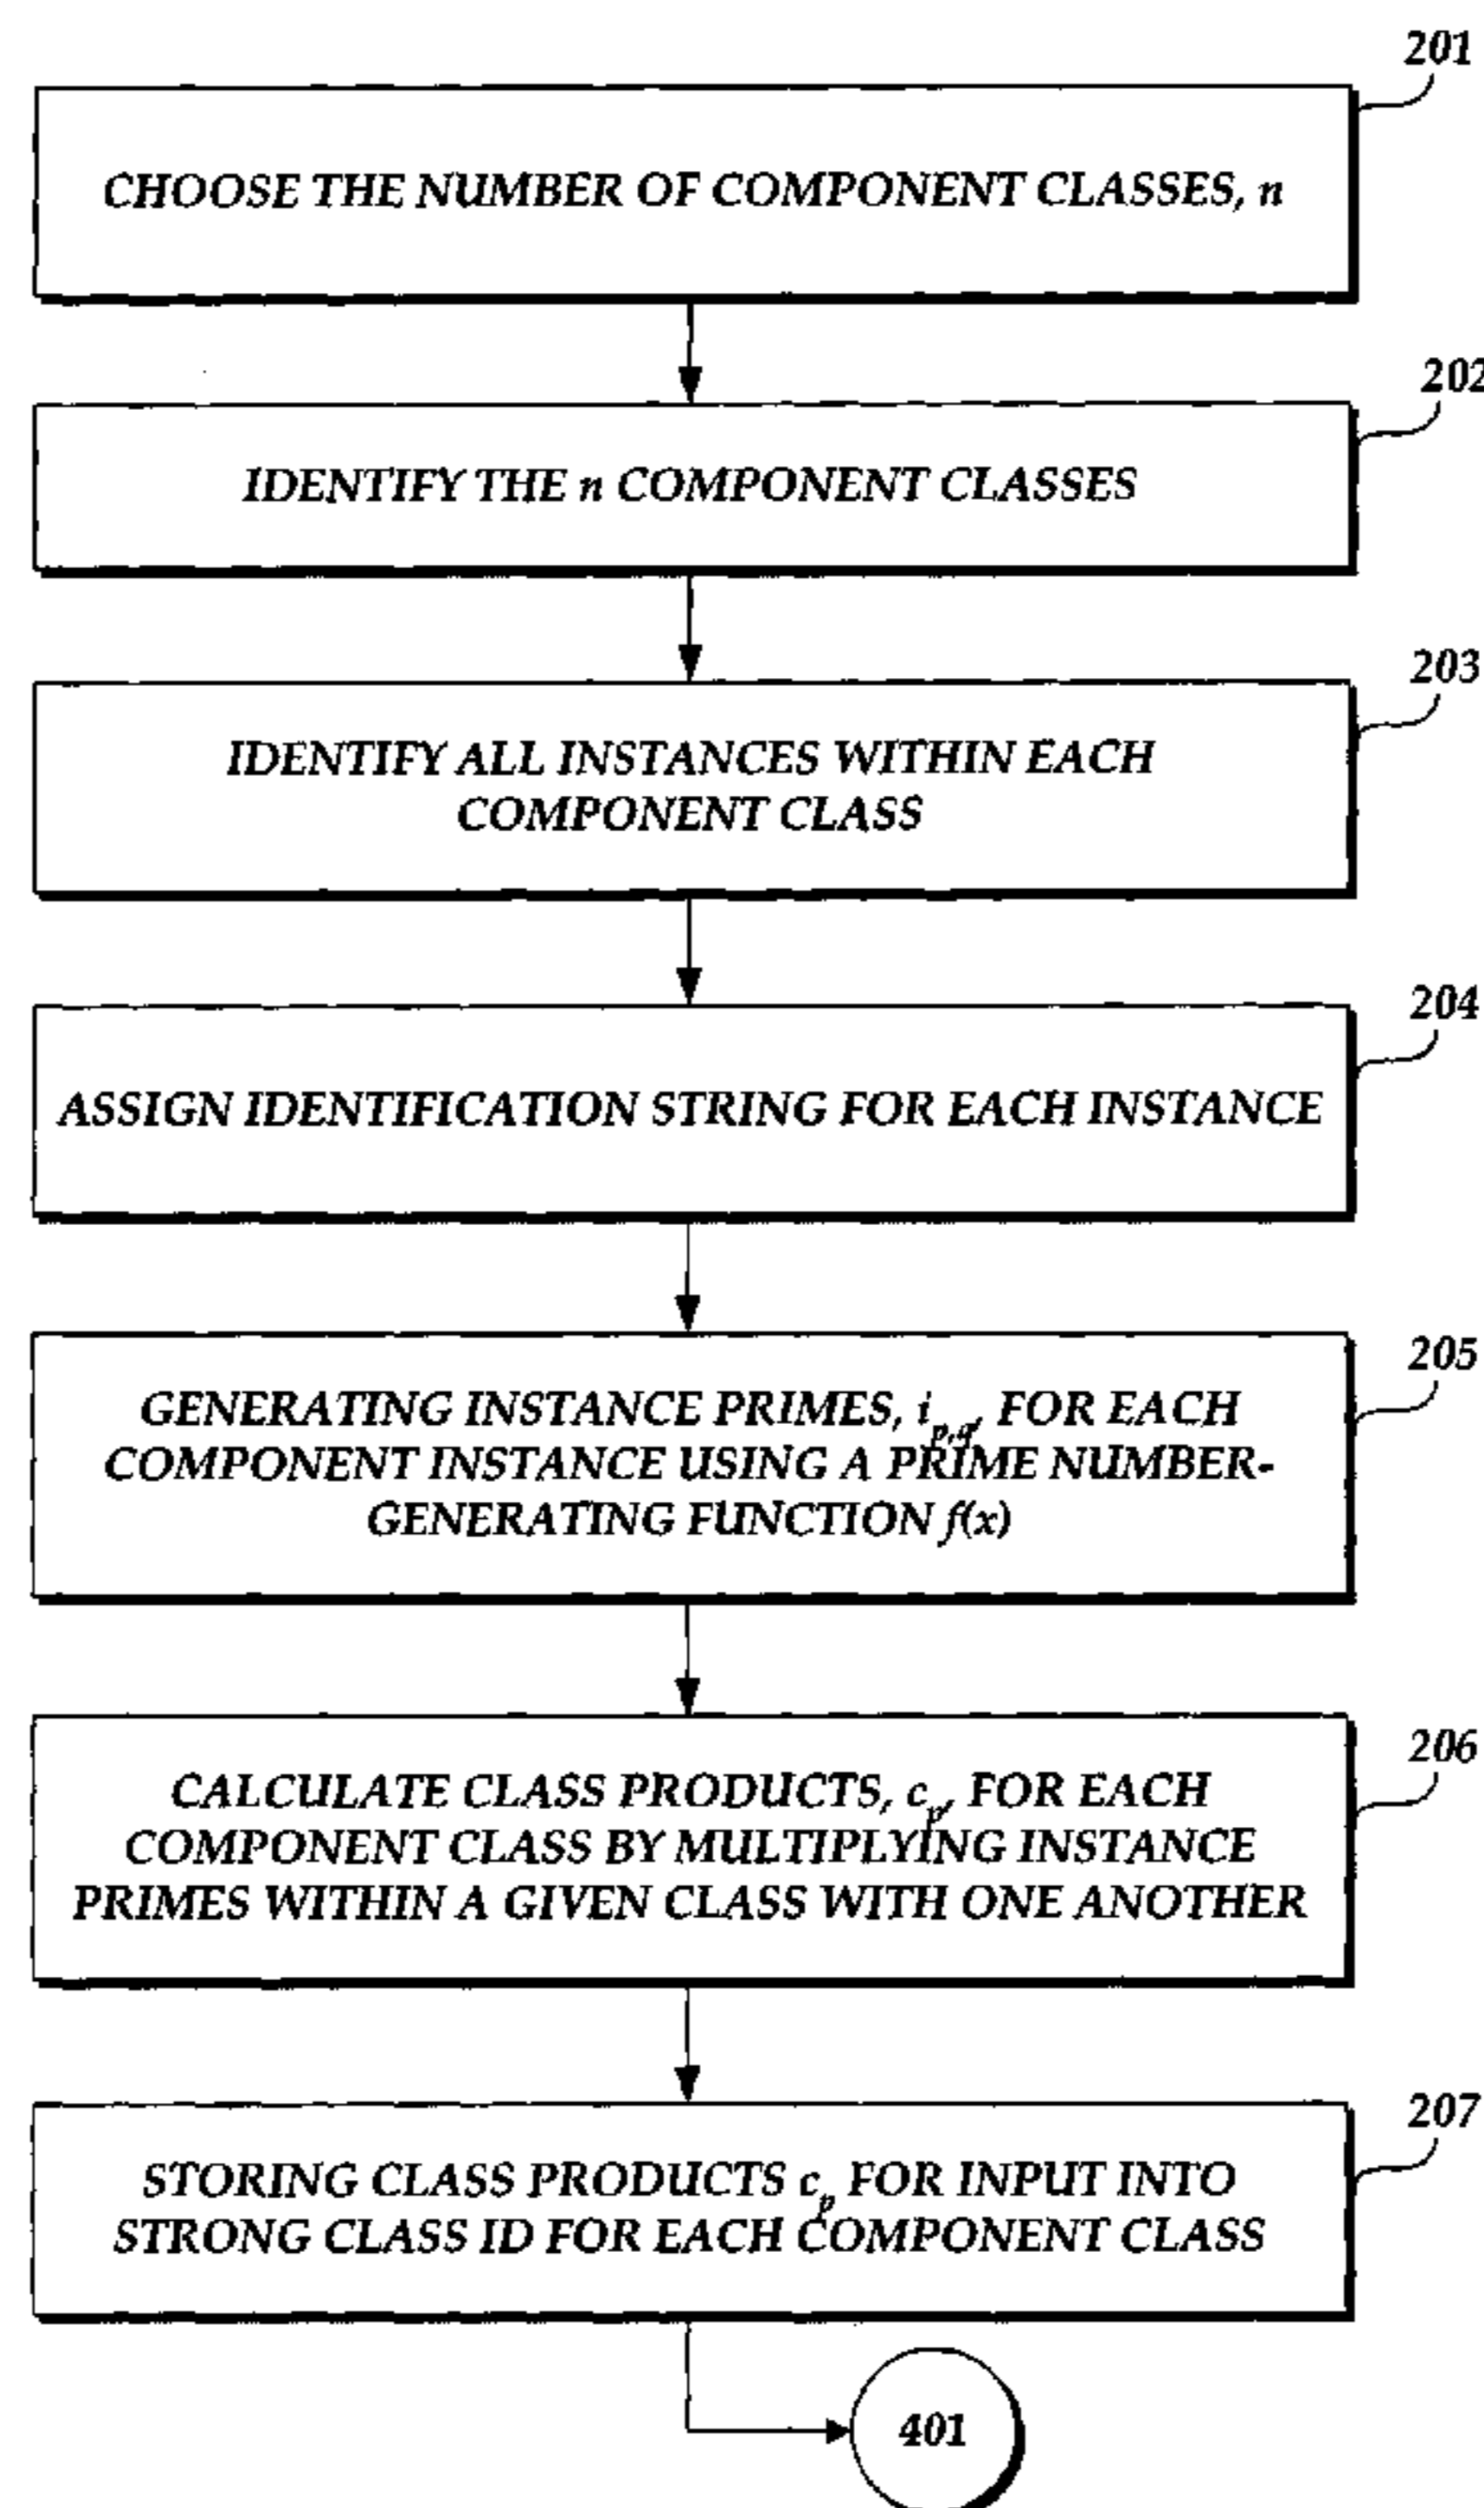 201
CHOOSE THE NUMBER OF COMPONENT CLASSES, n
202
IDENTIFY THE n COMPONENT CLASSES
203
IDENTIFY ALL INSTANCES WITHIN EACH
COMPONENT CLASS
204
ASSIGN IDENTIFICATION STRING FOR EACH INSTANCE
205
GENERATING INSTANCE PRIMES, i_{p,q}, FOR EACH
COMPONENT INSTANCE USING A PRIME NUMBER-
GENERATING FUNCTION f(x)
206
CALCULATE CLASS PRODUCTS, c_p, FOR EACH
COMPONENT CLASS BY MULTIPLYING INSTANCE
PRIMES WITHIN A GIVEN CLASS WITH ONE ANOTHER
207
STORING CLASS PRODUCTS c_p FOR INPUT INTO
STRONG CLASS ID FOR EACH COMPONENT CLASS
401